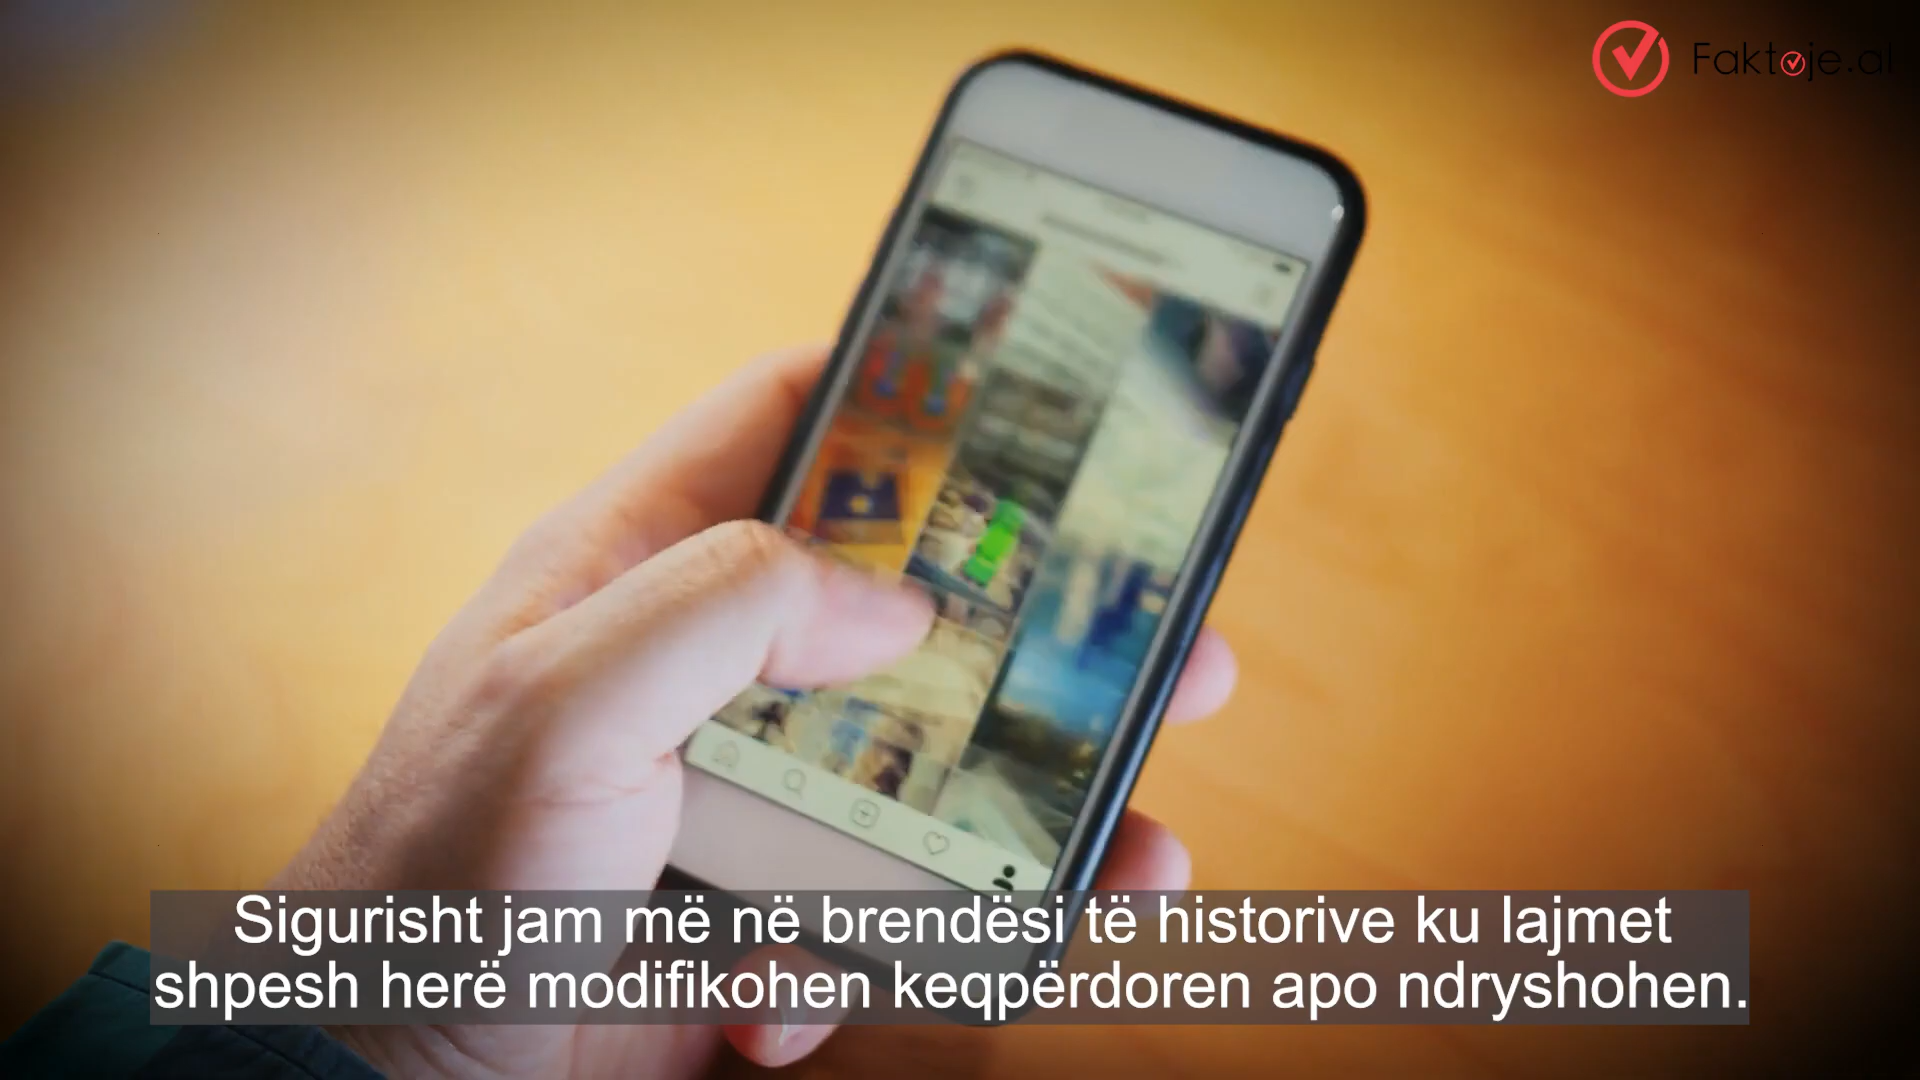 Faktoje.al
Sigurisht jam më në brendësi të historive ku lajmet
shpesh herë modifikohen keqpërdoren apo ndryshohen.